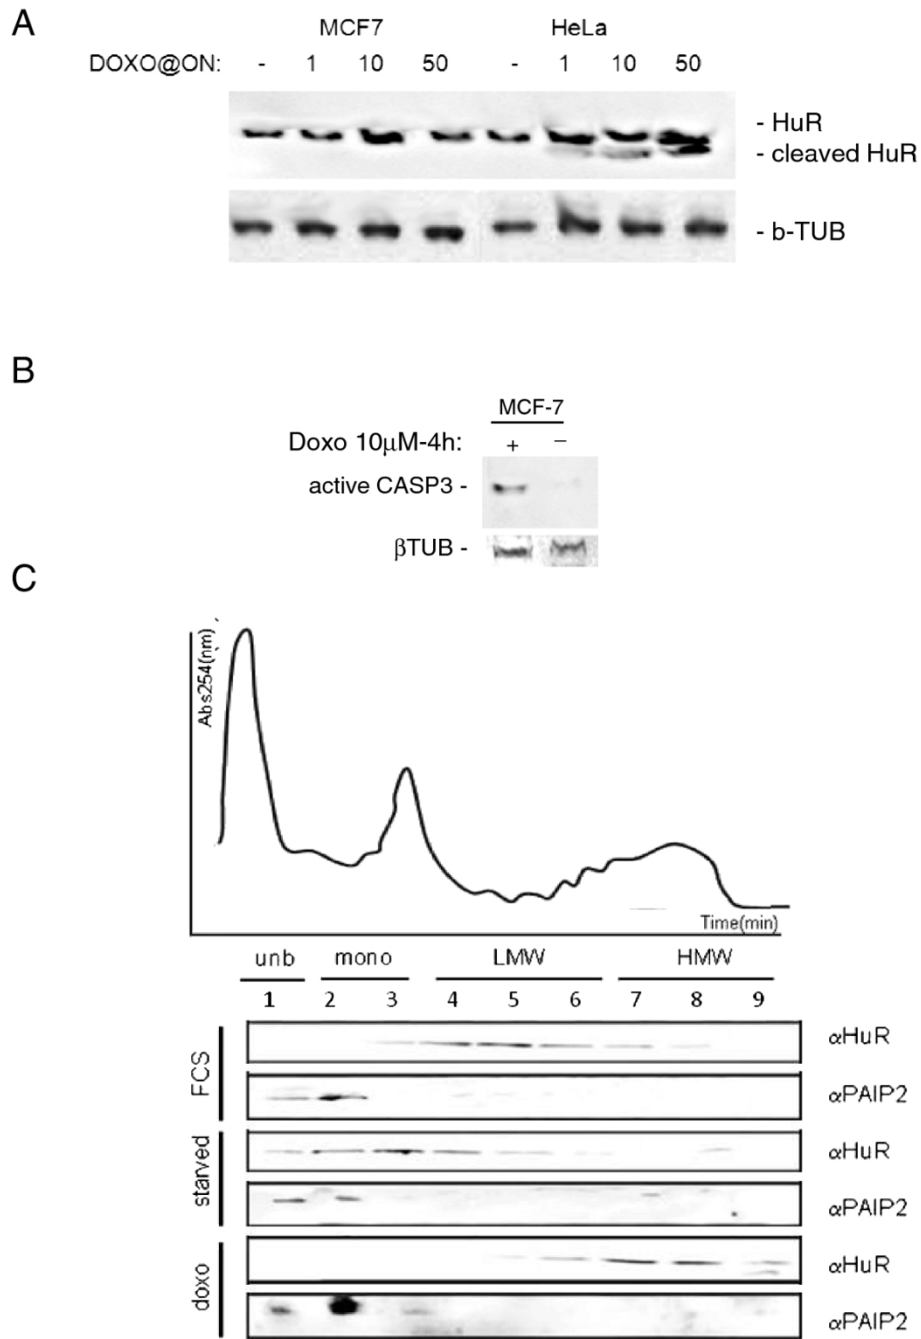 A
MCF7 HeLa
DOXO@ON: - 1 10 50 - 1 10 50
- HuR
- cleaved HuR
- b-TUB
B
MCF-7
Doxo 10μM-4h: + –
active CASP3 -
βTUB -
C
Abs254(nm)
Time(min)
unb mono LMW HMW
1 2 3 4 5 6 7 8 9
FCS
αHuR
αPAIP2
starved
αHuR
αPAIP2
doxo
αHuR
αPAIP2